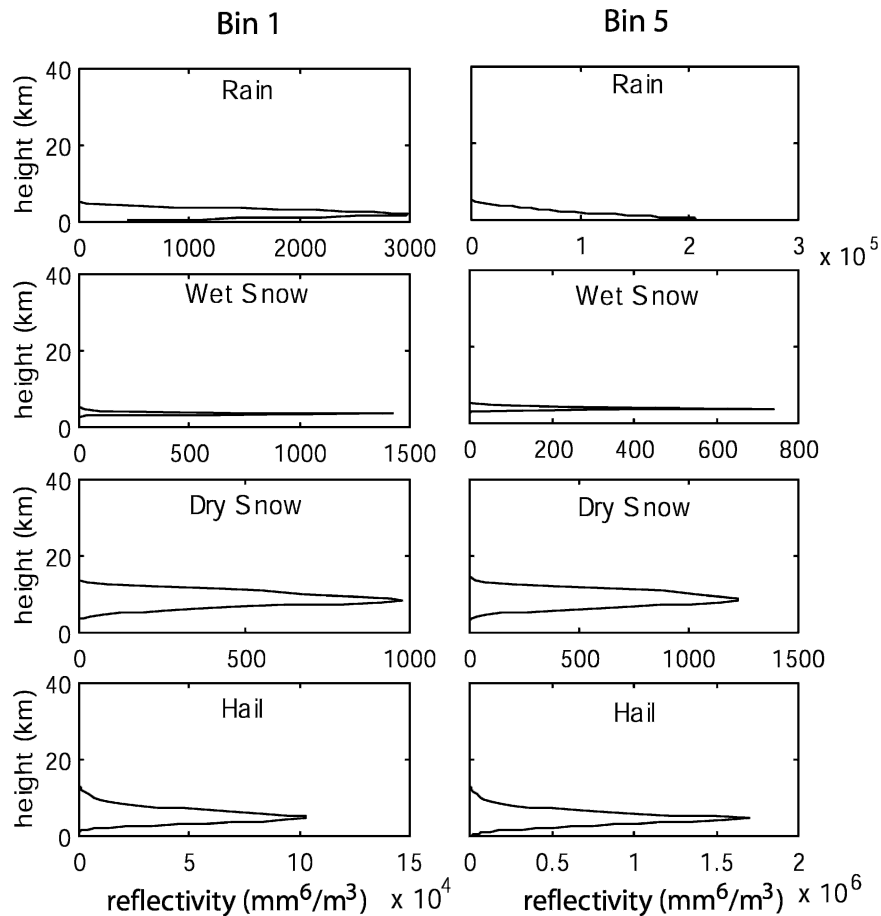 Bin 1
Bin 5
height (km)
40
20
0
Rain
0 1000 2000 3000
Rain
0 1 2 3
x 10^5
height (km)
40
20
0
Wet Snow
0 500 1000 1500
Wet Snow
0 200 400 600 800
height (km)
40
20
0
Dry Snow
0 500 1000
Dry Snow
0 500 1000 1500
height (km)
40
20
0
Hail
0 5 10 15
reflectivity (mm^6/m^3) x 10^4
Hail
0 0.5 1 1.5 2
reflectivity (mm^6/m^3) x 10^6